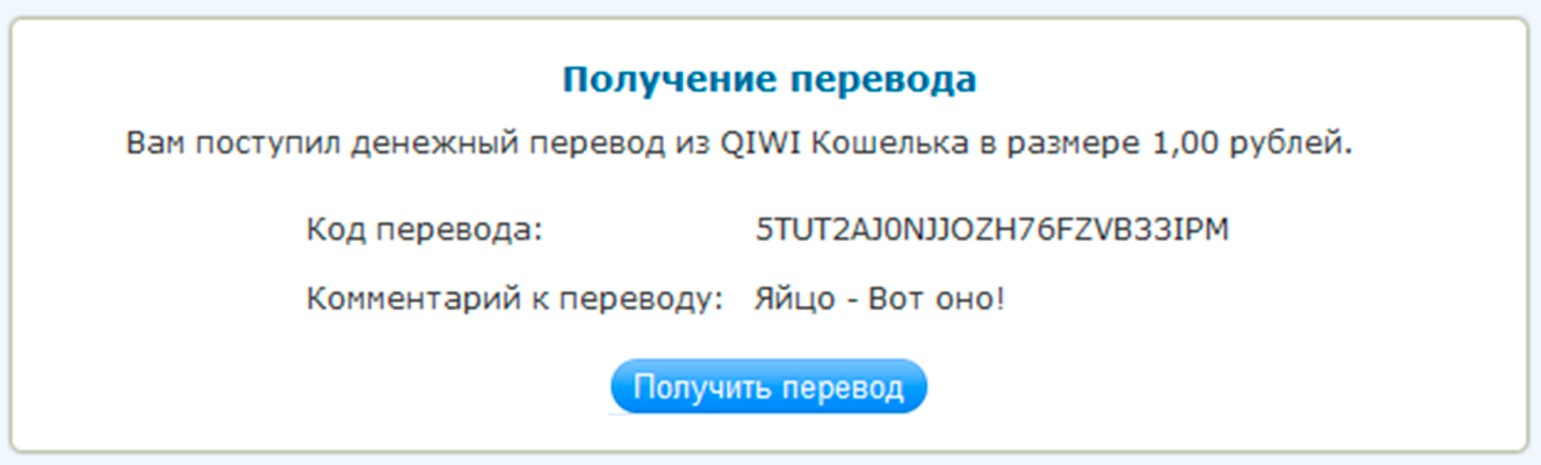 Получение перевода
Вам поступил денежный перевод из QIWI Кошелька в размере 1,00 рублей.
Код перевода: 5TUT2AJ0NJJOZH76FZVB33IPM
Комментарий к переводу: Яйцо - Вот оно!
Получить перевод